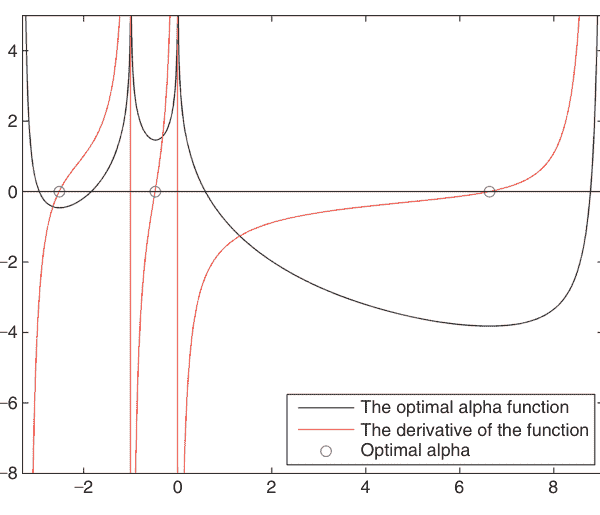 4
2
0
−2
−4
−6
−8
−2 0 2 4 6 8
The optimal alpha function
The derivative of the function
Optimal alpha